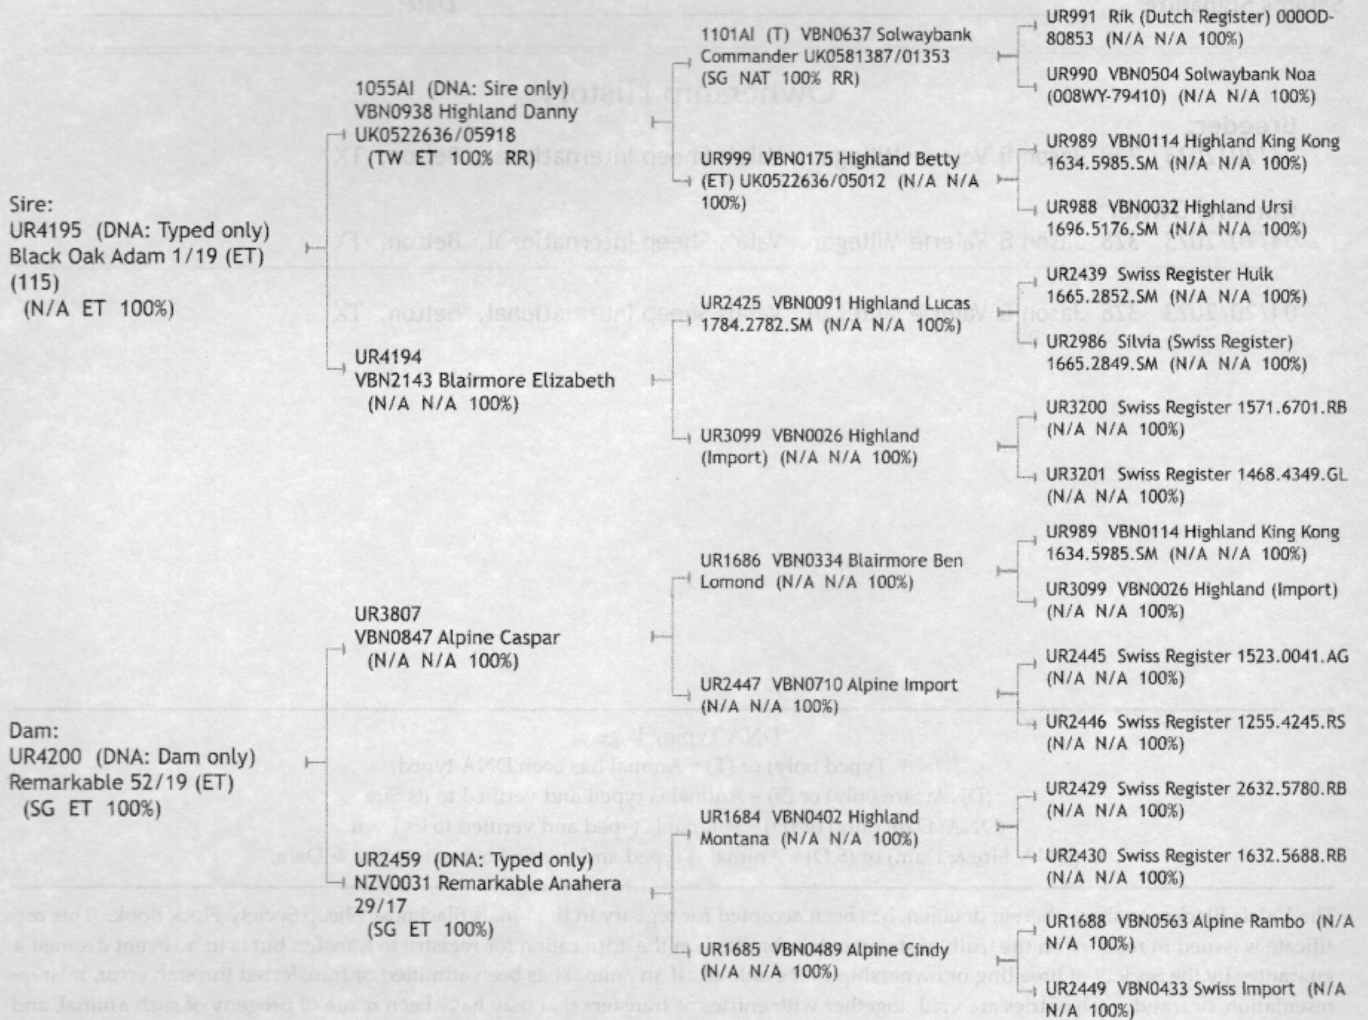 Sire:
UR4195 (DNA: Typed only)
Black Oak Adam 1/19 (ET)
(115)
(N/A ET 100%)
1055AI (DNA: Sire only)
VBN0938 Highland Danny
UK0522636/05918
(TW ET 100% RR)
1101AI (T) VBN0637 Solwaybank
Commander UK0581387/01353
(SG NAT 100% RR)
UR991 Rik (Dutch Register) 000OD-
80853 (N/A N/A 100%)
UR990 VBN0504 Solwaybank Noa
(008WY-79410) (N/A N/A 100%)
UR999 VBN0175 Highland Betty
(ET) UK0522636/05012 (N/A N/A
100%)
UR989 VBN0114 Highland King Kong
1634.5985.SM (N/A N/A 100%)
UR988 VBN0032 Highland Ursi
1696.5176.SM (N/A N/A 100%)
UR4194
VBN2143 Blairmore Elizabeth
(N/A N/A 100%)
UR2425 VBN0091 Highland Lucas
1784.2782.SM (N/A N/A 100%)
UR2439 Swiss Register Hulk
1665.2852.SM (N/A N/A 100%)
UR2986 Silvia (Swiss Register)
1665.2849.SM (N/A N/A 100%)
UR3099 VBN0026 Highland
(Import) (N/A N/A 100%)
UR3200 Swiss Register 1571.6701.RB
(N/A N/A 100%)
UR3201 Swiss Register 1468.4349.GL
(N/A N/A 100%)
Dam:
UR4200 (DNA: Dam only)
Remarkable 52/19 (ET)
(SG ET 100%)
UR3807
VBN0847 Alpine Caspar
(N/A N/A 100%)
UR1686 VBN0334 Blairmore Ben
Lomond (N/A N/A 100%)
UR989 VBN0114 Highland King Kong
1634.5985.SM (N/A N/A 100%)
UR3099 VBN0026 Highland (Import)
(N/A N/A 100%)
UR2447 VBN0710 Alpine Import
(N/A N/A 100%)
UR2445 Swiss Register 1523.0041.AG
(N/A N/A 100%)
UR2446 Swiss Register 1255.4245.RS
(N/A N/A 100%)
UR2459 (DNA: Typed only)
NZV0031 Remarkable Anahera
29/17
(SG ET 100%)
UR1684 VBN0402 Highland
Montana (N/A N/A 100%)
UR2429 Swiss Register 2632.5780.RB
(N/A N/A 100%)
UR2430 Swiss Register 1632.5688.RB
(N/A N/A 100%)
UR1685 VBN0489 Alpine Cindy
(N/A N/A 100%)
UR1688 VBN0563 Alpine Rambo (N/A
N/A 100%)
UR2449 VBN0433 Swiss Import (N/A
N/A 100%)